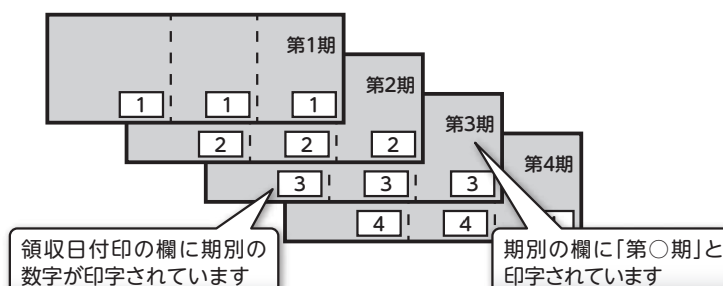 第1期
1 1 1
第2期
2 2 2
第3期
3 3 3
第4期
4 4
領収日付印の欄に期別の
数字が印字されています
期別の欄に「第○期」と
印字されています